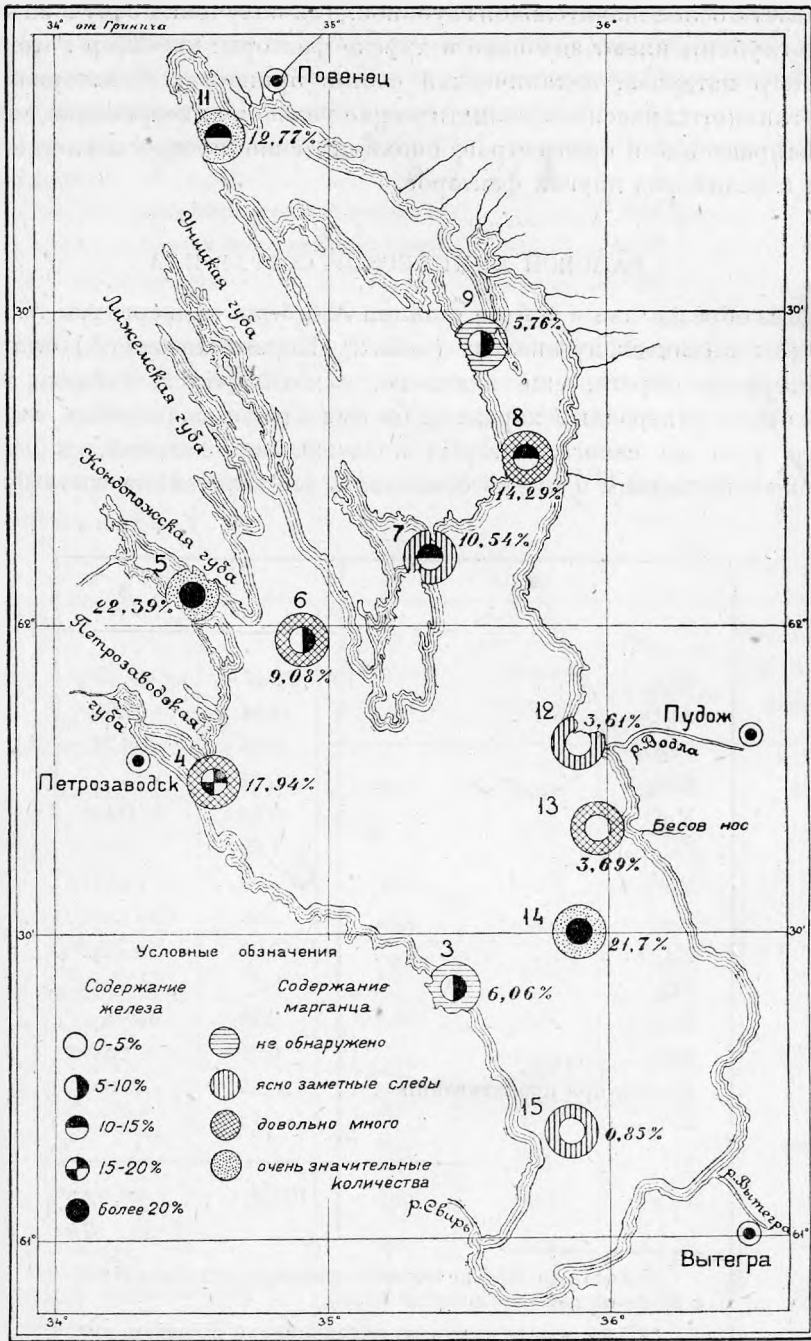 34° от Гринича 35° 36°
Повенец
11
12.77%
Уницкая губа
9
30' 30'
5,76%
Лижемская губа
8
14.29%
Кондопожская губа
7
10,54%
5
22.39%
6
62° 62°
9,08%
Петрозаводская губа
12
3,61%
Пудож
р. Водла
4
Петрозаводск
17.94%
13
Бесов нос
3,69%
14
30' 30'
21,7%
Условные обзначения
3
6,06%
Содержание железа
Содержание марганца
0-5%
не обнаружено
5-10%
ясно заметные следы
15
10-15%
довольно много
0,85%
15-20%
очень значительные количества
Более 20%
р. Свирь
р. Вытегра
61° 61°
Вытегра
34° 35° 36°